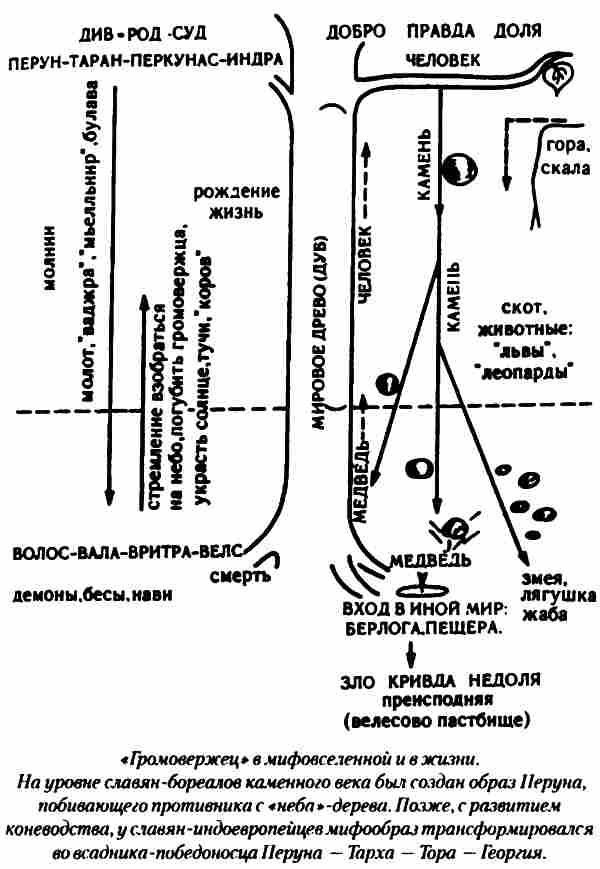 ДИВ-РОД-СУД
ПЕРУН-ТАРАН-ПЕРКУНАС-ИНДРА
ДОБРО ПРАВДА ДОЛЯ
ЧЕЛОВЕК
молнии
молот,"ваджра","мьелльнир",булава
рождение
жизнь
стремление взобраться
на небо,погубить громовержца,
украсть солнце,тучи,"коров"
МИРОВОЕ ДРЕВО(ДУБ)
ЧЕЛОВЕК
МЕДВЕДЬ
КАМЕНЬ
КАМЕНЬ
гора,
скала
скот,
животные:
"львы",
"леопарды"
ВОЛОС-ВАЛА-ВРИТРА-ВЕЛС
смерть
демоны,бесы,нави
МЕДВЕДЬ
змея,
лягушка
жаба
ВХОД В ИНОЙ МИР:
БЕРЛОГА,ПЕЩЕРА.
ЗЛО КРИВДА НЕДОЛЯ
преисподняя
(велесово пастбище)
«Громовержец» в мифовселенной и в жизни.
На уровне славян-бореалов каменного века был создан образ Перуна,
побивающего противника с «неба»-дерева. Позже, с развитием
коневодства, у славян-индоевропейцев мифообраз трансформировался
во всадника-победоносца Перуна — Тарха — Тора — Георгия.